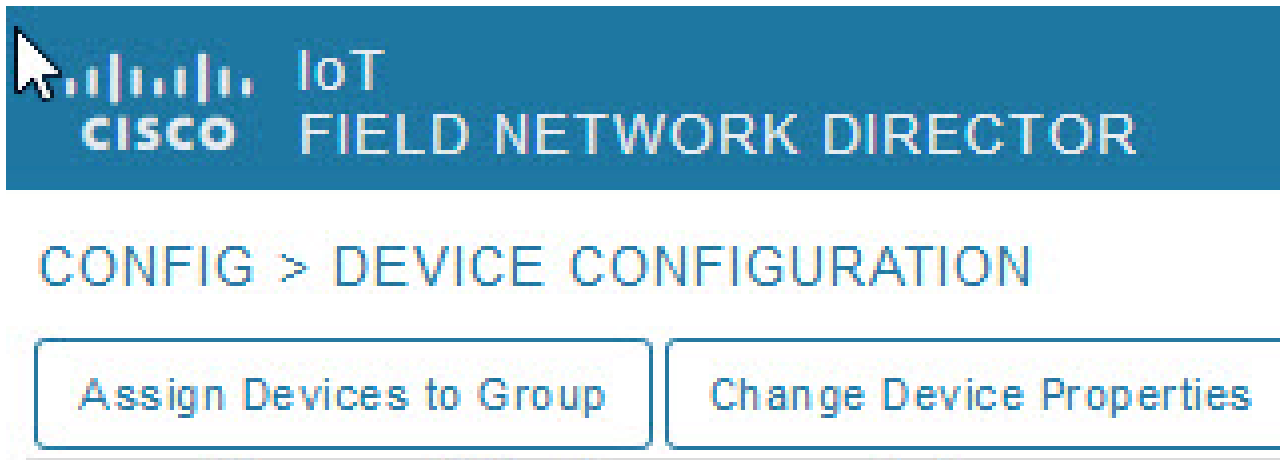 IoT
CISCO FIELD NETWORK DIRECTOR
CONFIG > DEVICE CONFIGURATION
Assign Devices to Group Change Device Properties